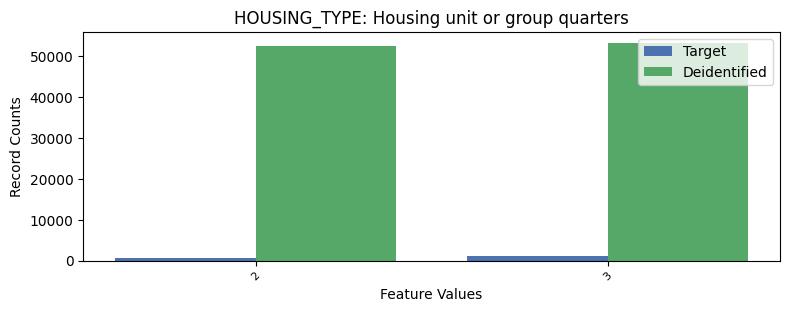 HOUSING_TYPE: Housing unit or group quarters
Target
Deidentified
50000
40000
30000
20000
10000
0
Record Counts
2
3
Feature Values